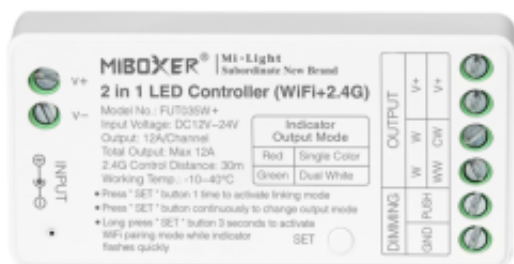 MIBOXER® Mi-Light
Subordinate New Brand
2 in 1 LED Controller (WiFi+2.4G)
Model No.: FUT035W+
Input Voltage: DC12V~24V
Output: 12A/Channel
Total Output: Max 12A
2.4G Control Distance: 30m
Working Temp.: -10~40°C
Indicator
Output Mode
Red Single Color
Green Dual White
• Press " SET " button 1 time to activate linking mode
• Press " SET " button continuously to change output mode
• Long press " SET " button 3 seconds to activate
WiFi pairing mode while indicator
flashes quickly
SET
V+
V-
INPUT
OUTPUT
V+ V+
W CW
W WW
DIMMING
PUSH
GND